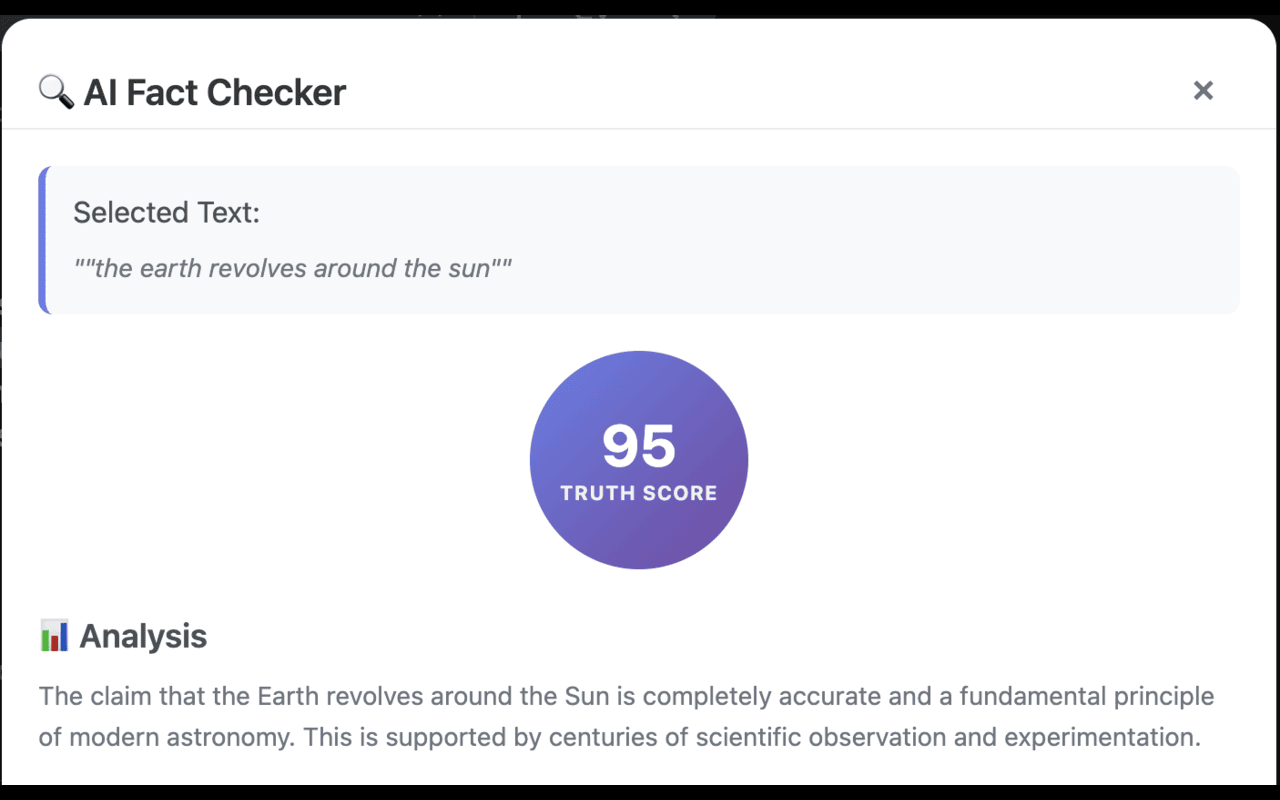 🔍 AI Fact Checker
×
Selected Text:
""the earth revolves around the sun""
95
TRUTH SCORE
📊 Analysis
The claim that the Earth revolves around the Sun is completely accurate and a fundamental principle
of modern astronomy. This is supported by centuries of scientific observation and experimentation.